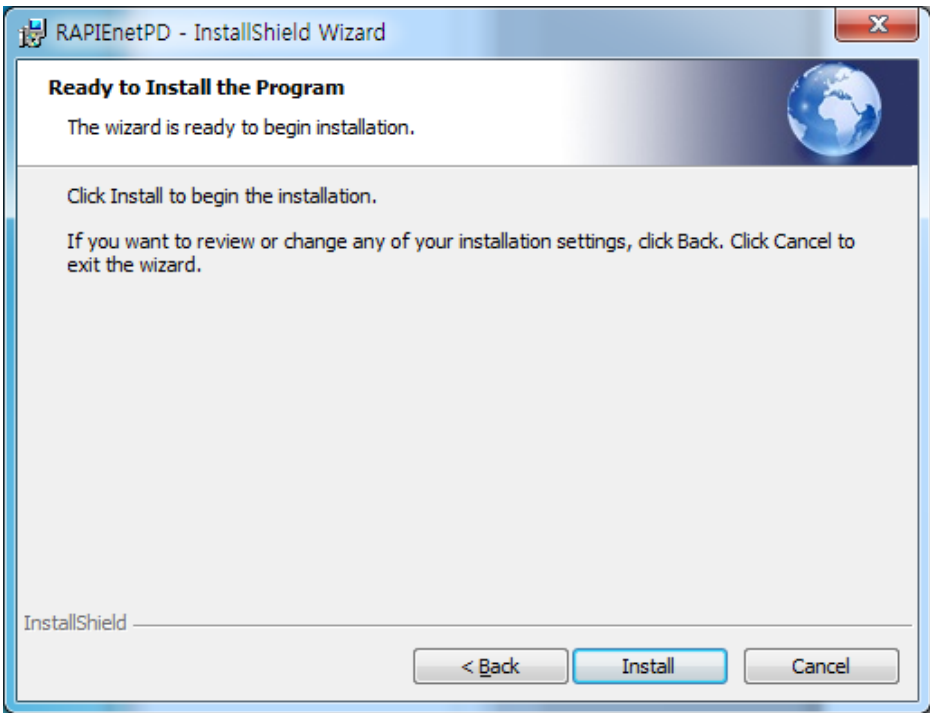 RAPIEnetPD - InstallShield Wizard
Ready to Install the Program
The wizard is ready to begin installation.
Click Install to begin the installation.
If you want to review or change any of your installation settings, click Back. Click Cancel to
exit the wizard.
InstallShield
< Back
Install
Cancel